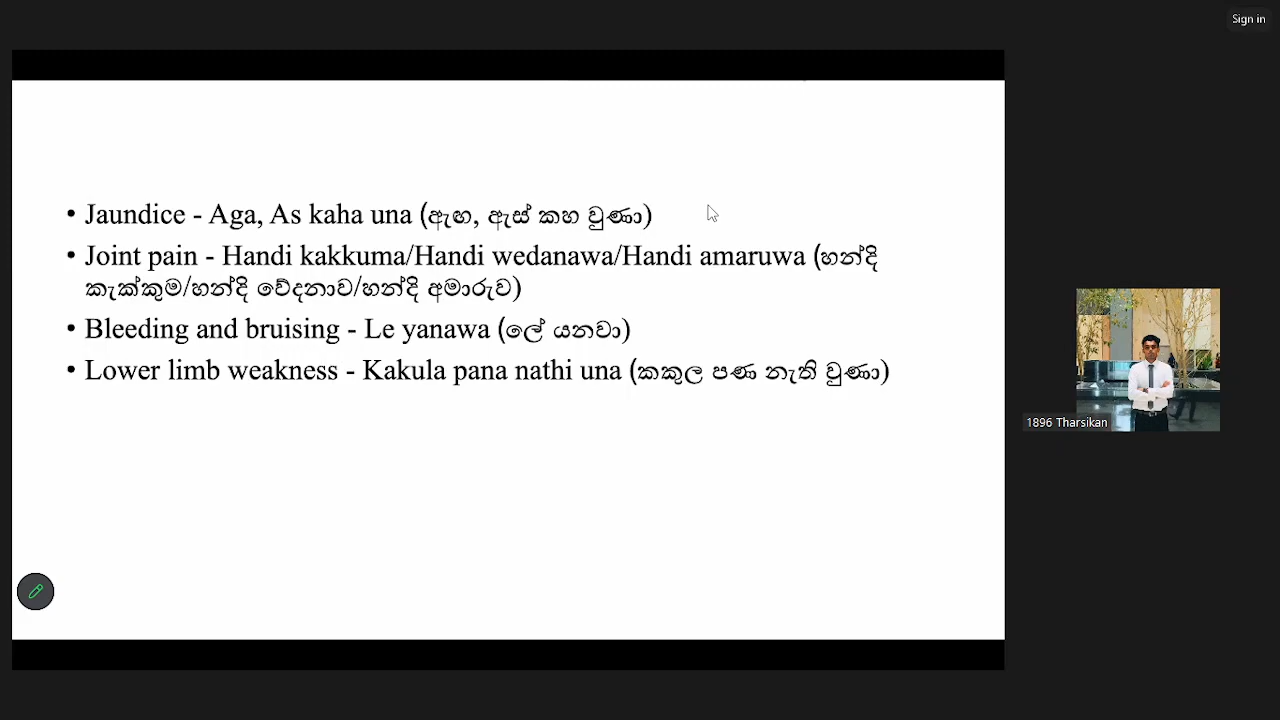 Sign in
• Jaundice - Aga, As kaha una (ඇඟ, ඇස් කහ වුණා)
• Joint pain - Handi kakkuma/Handi wedanawa/Handi amaruwa (හන්දි
කැක්කුම/හන්දි වේදනාව/හන්දි අමාරුව)
• Bleeding and bruising - Le yanawa (ලේ යනවා)
• Lower limb weakness - Kakula pana nathi una (කකුල පණ නැති වුණා)
1896 Tharsikan